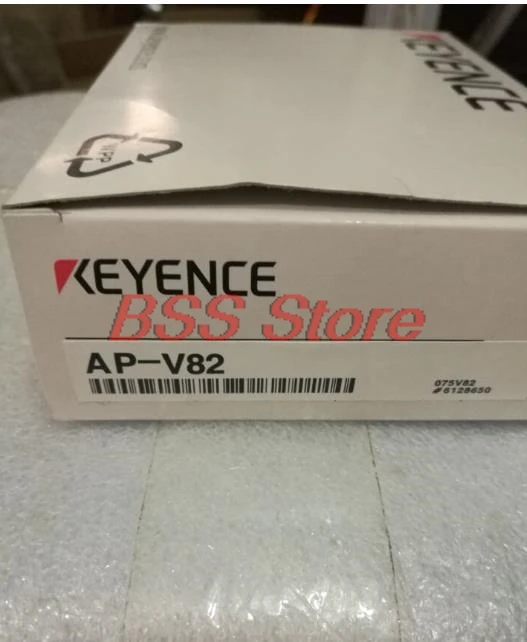 KEYENCE
KEYENCE
BSS Store
AP-V82
075V82
#6128650